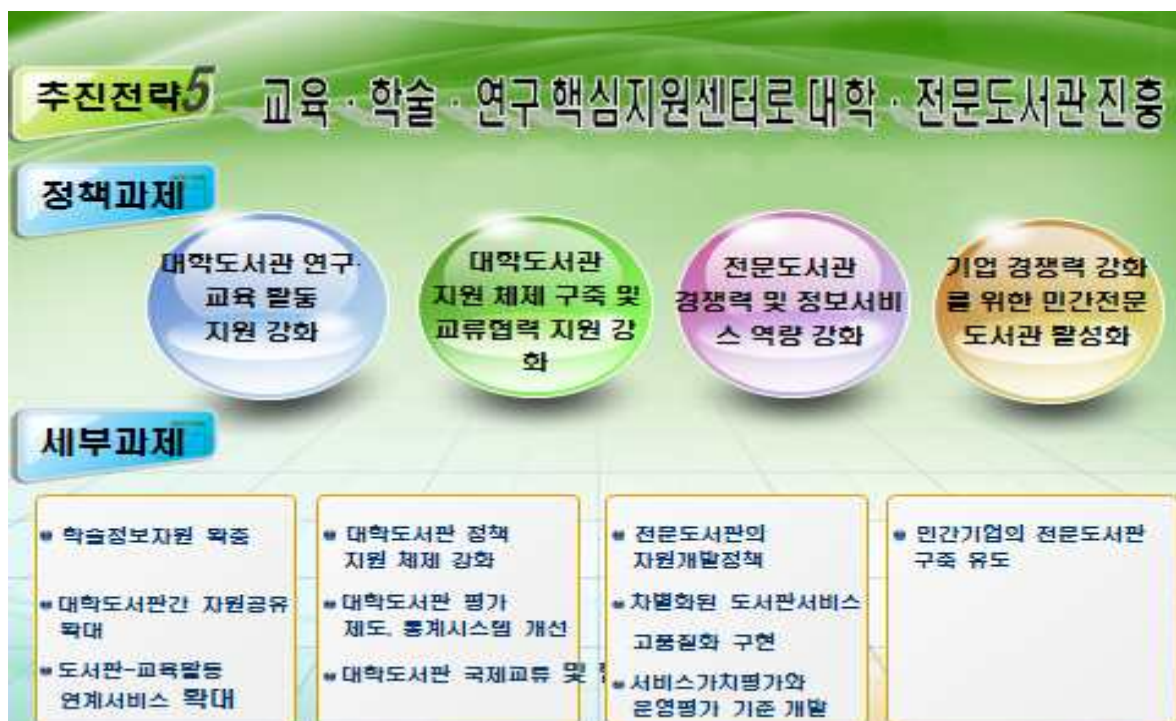 추진전략5 교육 · 학술 · 연구 핵심지원센터로 대학 · 전문도서관 진흥
정책과제
대학도서관 연구·
교육 활동
지원 강화
대학도서관
지원 체제 구축 및
교류협력 지원 강
화
전문도서관
경쟁력 및 정보서비
스 역량 강화
기업 경쟁력 강화
를 위한 민간전문
도서관 활성화
세부과제
학술정보자원 확충
대학도서관간 자원공유
확대
도서관-교육활동
연계서비스 확대
대학도서관 정책
지원 체제 강화
대학도서관 평가
제도, 통계시스템 개선
대학도서관 국제교류 및
전문도서관의
자원개발정책
차별화된 도서관서비스
고품질화 구현
서비스가치평가와
운영평가 기준 개발
민간기업의 전문도서관
구축 유도